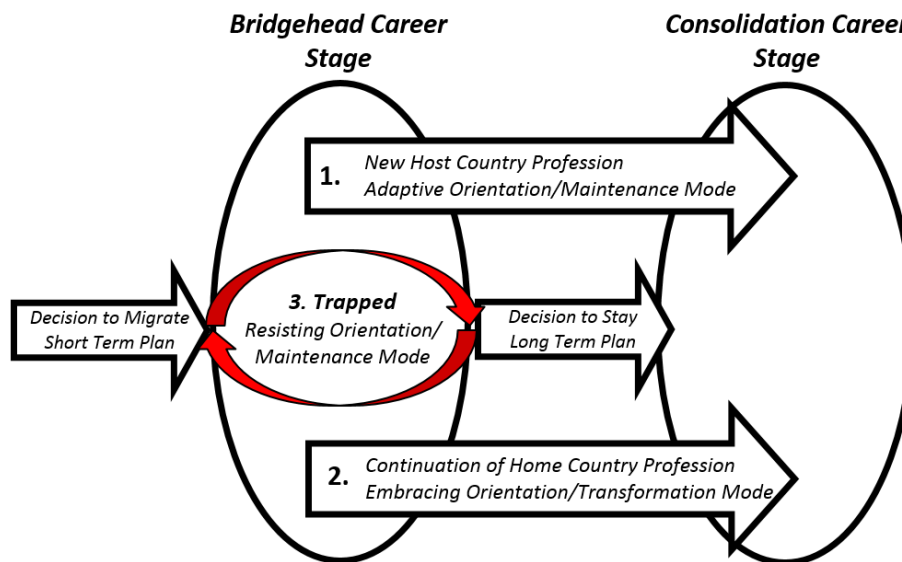 Bridgehead Career
Stage
Consolidation Career
Stage
1.
New Host Country Profession
Adaptive Orientation/Maintenance Mode
Decision to Migrate
Short Term Plan
3. Trapped
Resisting Orientation/
Maintenance Mode
Decision to Stay
Long Term Plan
2.
Continuation of Home Country Profession
Embracing Orientation/Transformation Mode